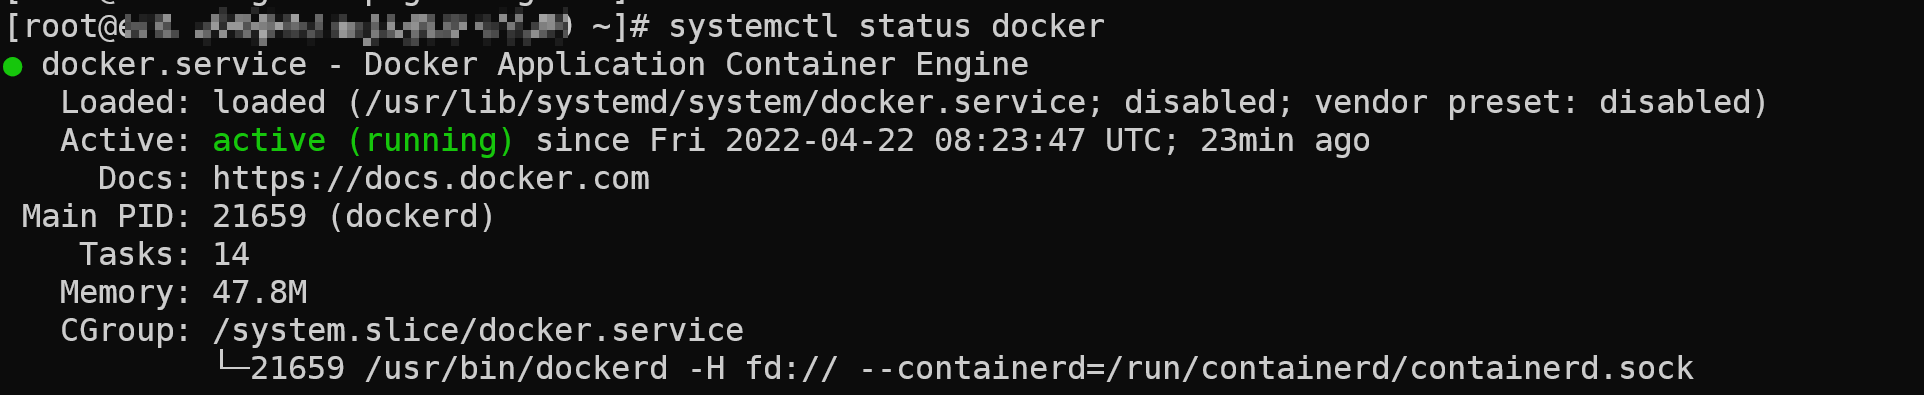 [root@ ~]# systemctl status docker
● docker.service - Docker Application Container Engine
   Loaded: loaded (/usr/lib/systemd/system/docker.service; disabled; vendor preset: disabled)
   Active: active (running) since Fri 2022-04-22 08:23:47 UTC; 23min ago
     Docs: https://docs.docker.com
 Main PID: 21659 (dockerd)
    Tasks: 14
   Memory: 47.8M
   CGroup: /system.slice/docker.service
           └─21659 /usr/bin/dockerd -H fd:// --containerd=/run/containerd/containerd.sock